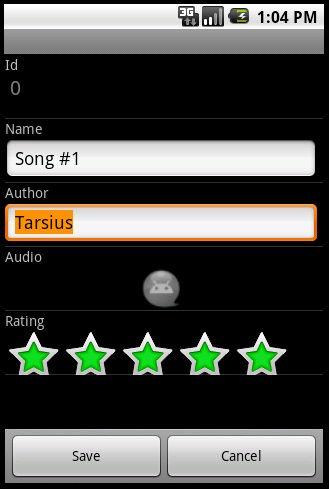 3G
1:04 PM
Id
0
Name
Song #1
Author
Tarsius
Audio
Rating
Save
Cancel